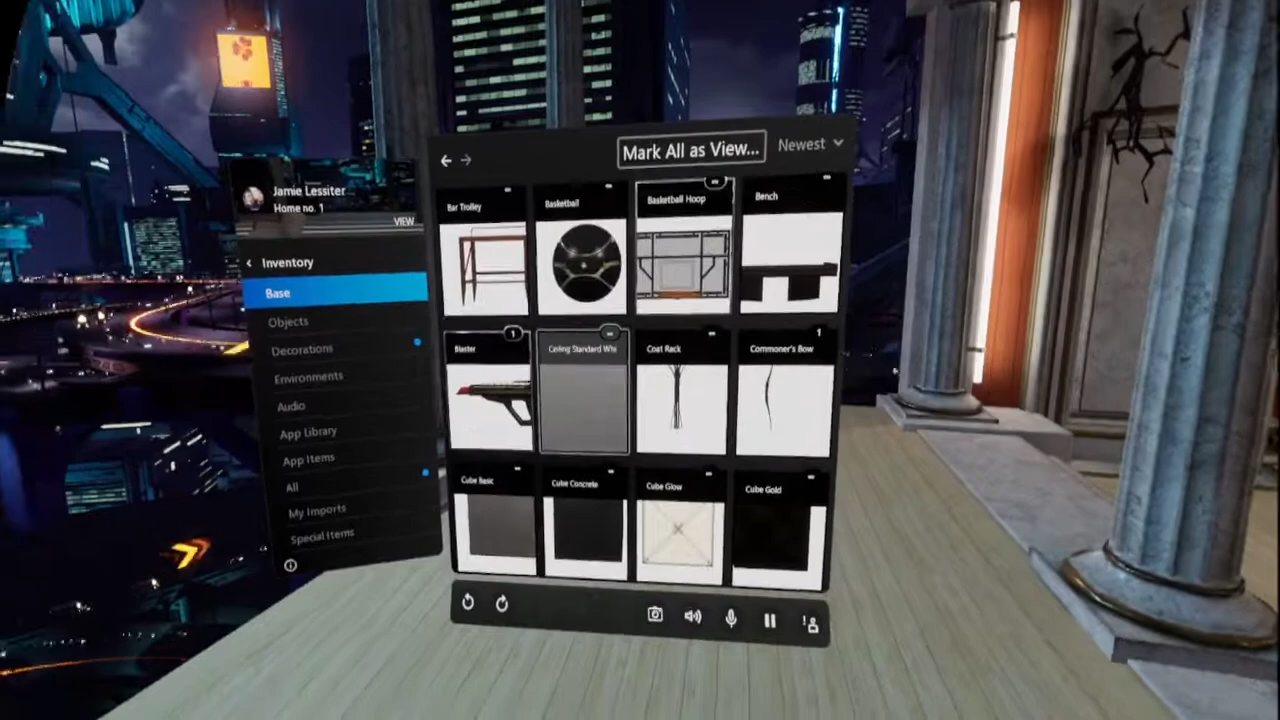 Jamie Lessiter
Home no. 1
VIEW
Inventory
Base
Objects
Decorations
Environments
Audio
App Library
App Items
All
My Imports
Special Items
Mark All as View...
Newest
Bar Trolley
Basketball
Basketball Hoop
Bench
1
Blaster
Ceiling Standard Whi
Coat Rack
1
Commoner's Bow
Cube Basic
Cube Concrete
Cube Glow
Cube Gold